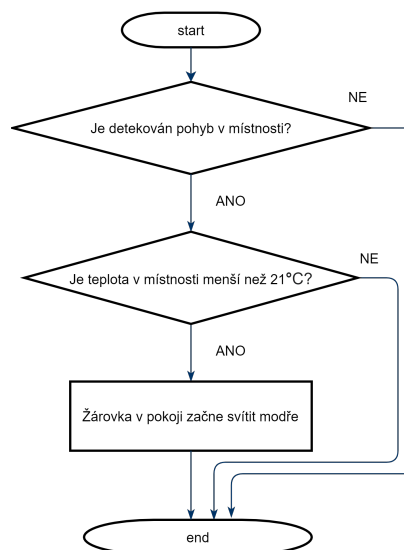 start
NE
Je detekován pohyb v místnosti?
ANO
NE
Je teplota v místnosti menší než 21°C?
ANO
Žárovka v pokoji začne svítit modře
end